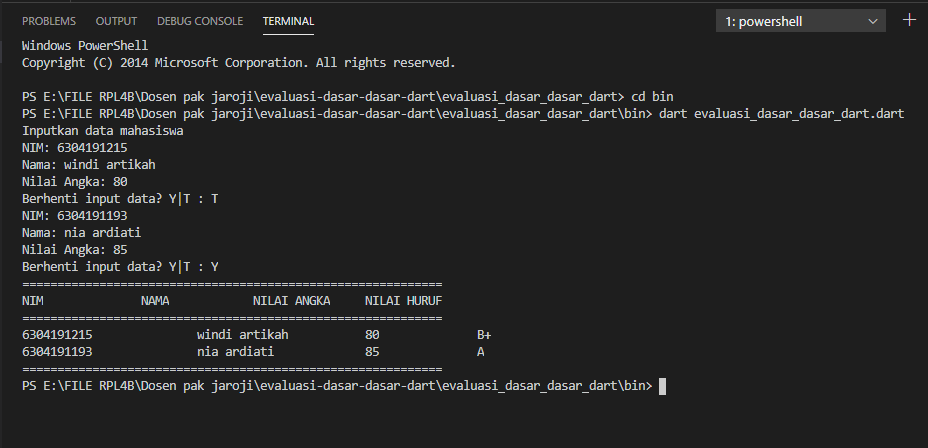 PROBLEMS OUTPUT DEBUG CONSOLE TERMINAL 1: powershell
Windows PowerShell
Copyright (C) 2014 Microsoft Corporation. All rights reserved.
PS E:\FILE RPL4B\Dosen pak jaroji\evaluasi-dasar-dasar-dart\evaluasi_dasar_dasar_dart> cd bin
PS E:\FILE RPL4B\Dosen pak jaroji\evaluasi-dasar-dasar-dart\evaluasi_dasar_dasar_dart\bin> dart evaluasi_dasar_dasar_dart.dart
Inputkan data mahasiswa
NIM: 6304191215
Nama: windi artikah
Nilai Angka: 80
Berhenti input data? Y|T : T
NIM: 6304191193
Nama: nia ardiati
Nilai Angka: 85
Berhenti input data? Y|T : Y
============================================================
NIM NAMA NILAI ANGKA NILAI HURUF
============================================================
6304191215 windi artikah 80 B+
6304191193 nia ardiati 85 A
============================================================
PS E:\FILE RPL4B\Dosen pak jaroji\evaluasi-dasar-dasar-dart\evaluasi_dasar_dasar_dart\bin>